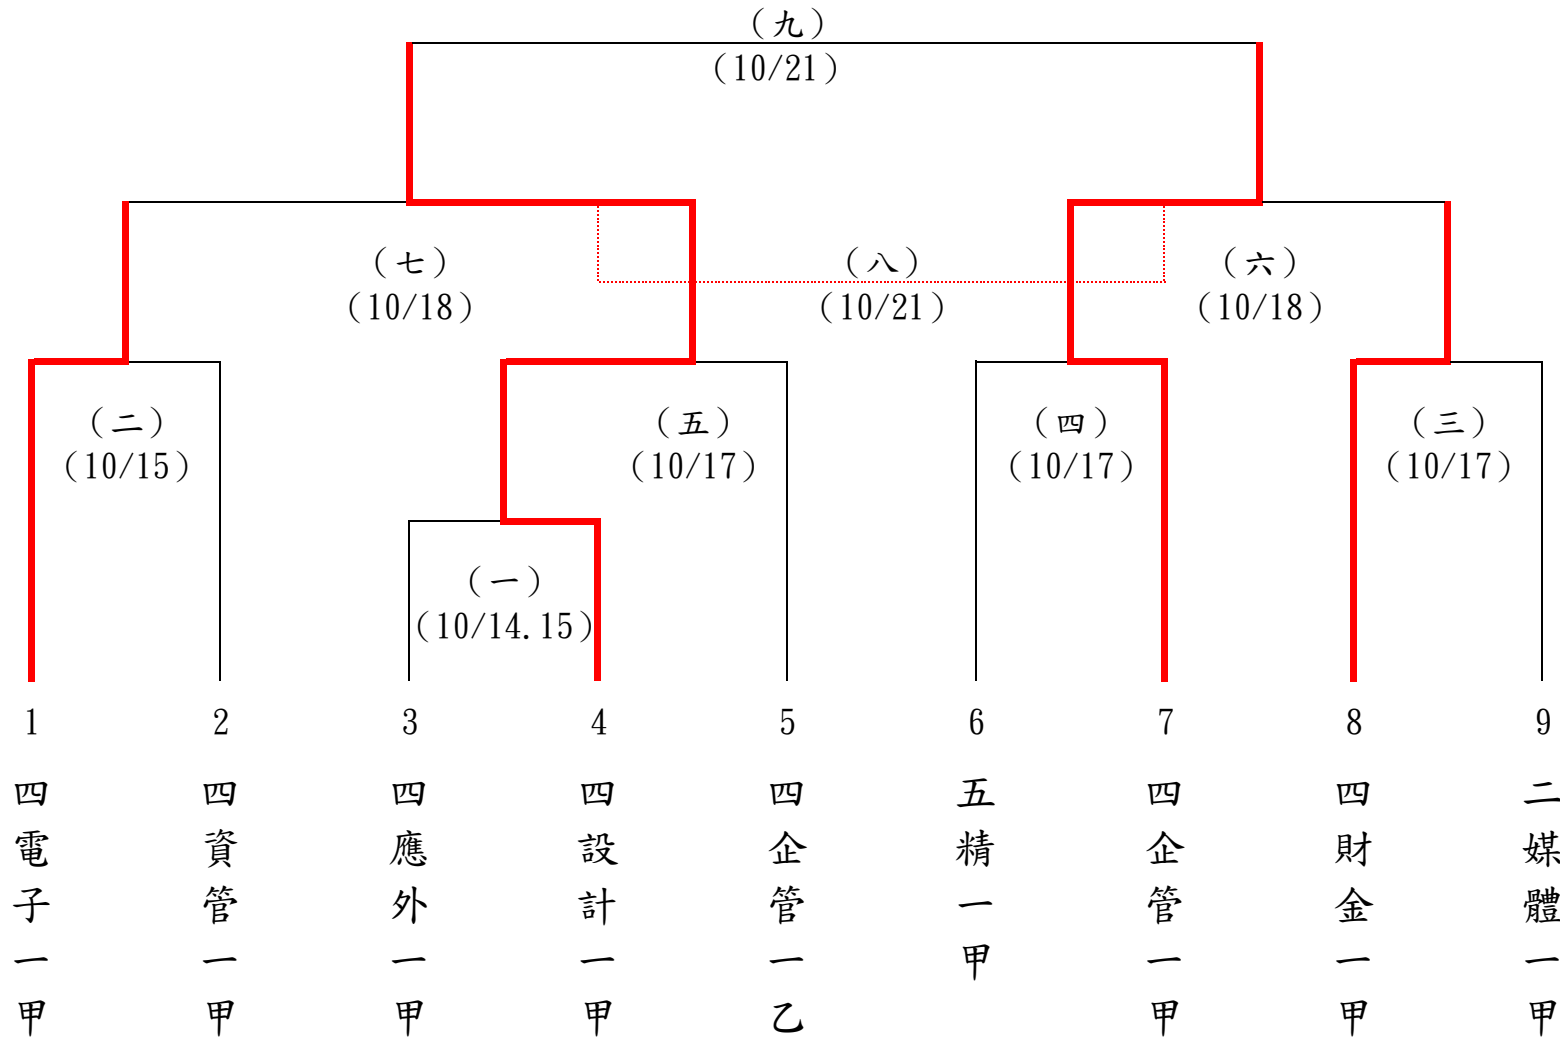 （九）
（10/21）
（七）
（10/18）
（八）
（10/21）
（六）
（10/18）
（二）
（10/15）
（五）
（10/17）
（四）
（10/17）
（三）
（10/17）
（一）
（10/14.15）
1
2
3
4
5
6
7
8
9
四電子一甲
四資管一甲
四應外一甲
四設計一甲
四企管一乙
五精一甲
四企管一甲
四財金一甲
二媒體一甲